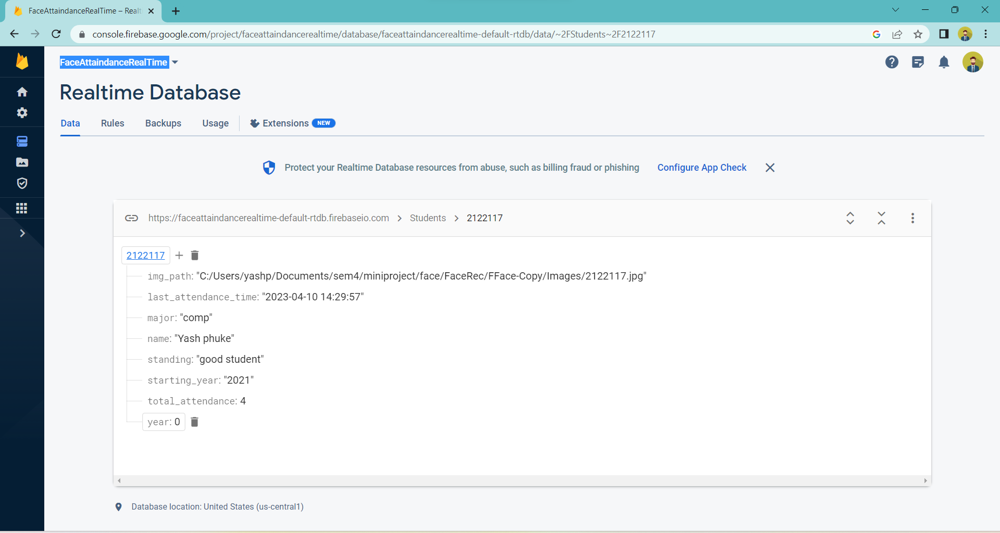 FaceAttaindanceRealTime – Realt
console.firebase.google.com/project/faceattaindancerealtime/database/faceattaindancerealtime-default-rtdb/data/~2FStudents~2F2122117
FaceAttaindanceRealTime
Realtime Database
Data Rules Backups Usage Extensions NEW
Protect your Realtime Database resources from abuse, such as billing fraud or phishing Configure App Check
https://faceattaindancerealtime-default-rtdb.firebaseio.com > Students > 2122117
2122117
img_path: "C:/Users/yashp/Documents/sem4/miniproject/face/FaceRec/FFace-Copy/Images/2122117.jpg"
last_attendance_time: "2023-04-10 14:29:57"
major: "comp"
name: "Yash phuke"
standing: "good student"
starting_year: "2021"
total_attendance: 4
year: 0
Database location: United States (us-central1)